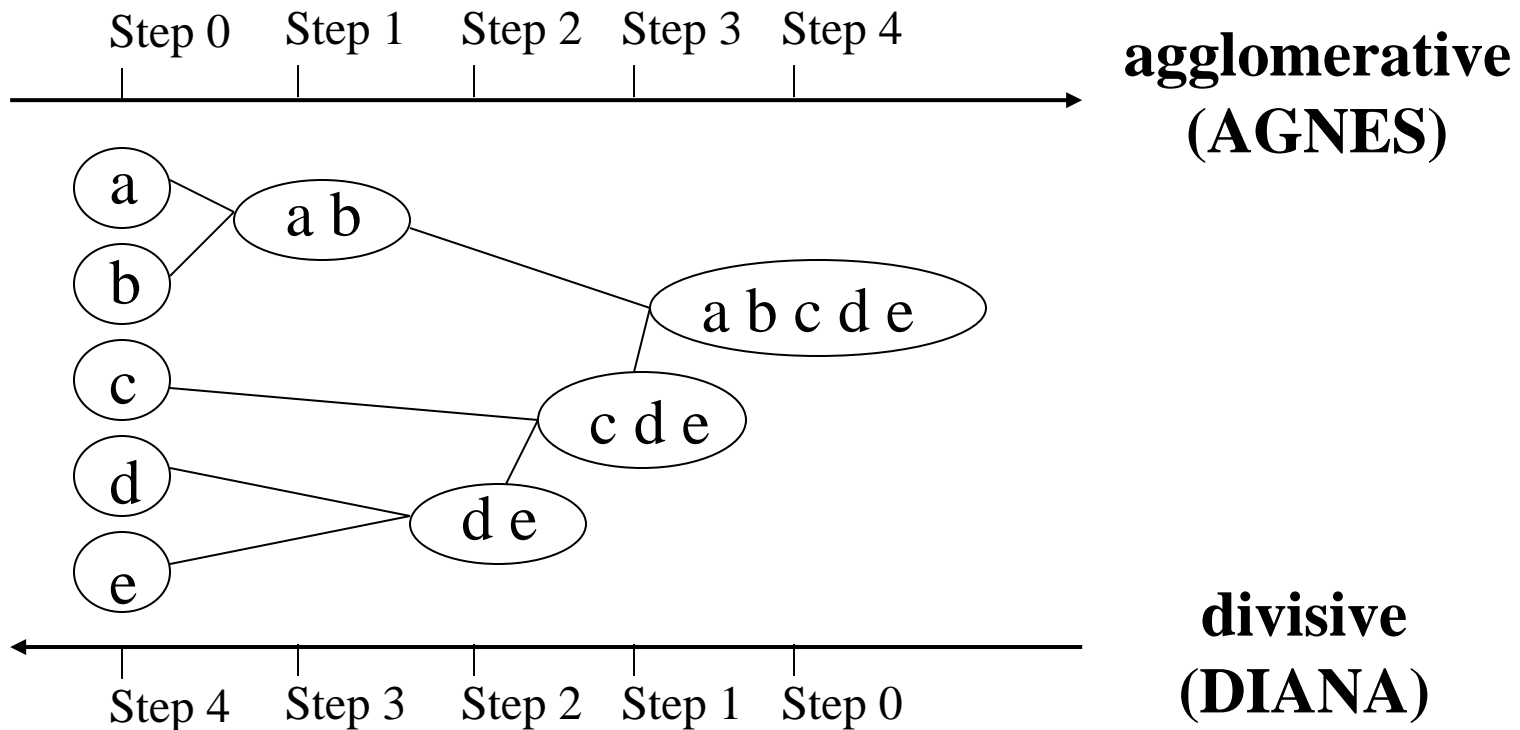 Step 0 Step 1 Step 2 Step 3 Step 4
agglomerative
(AGNES)
a
a b
b
a b c d e
c
c d e
d
d e
e
divisive
(DIANA)
Step 4 Step 3 Step 2 Step 1 Step 0